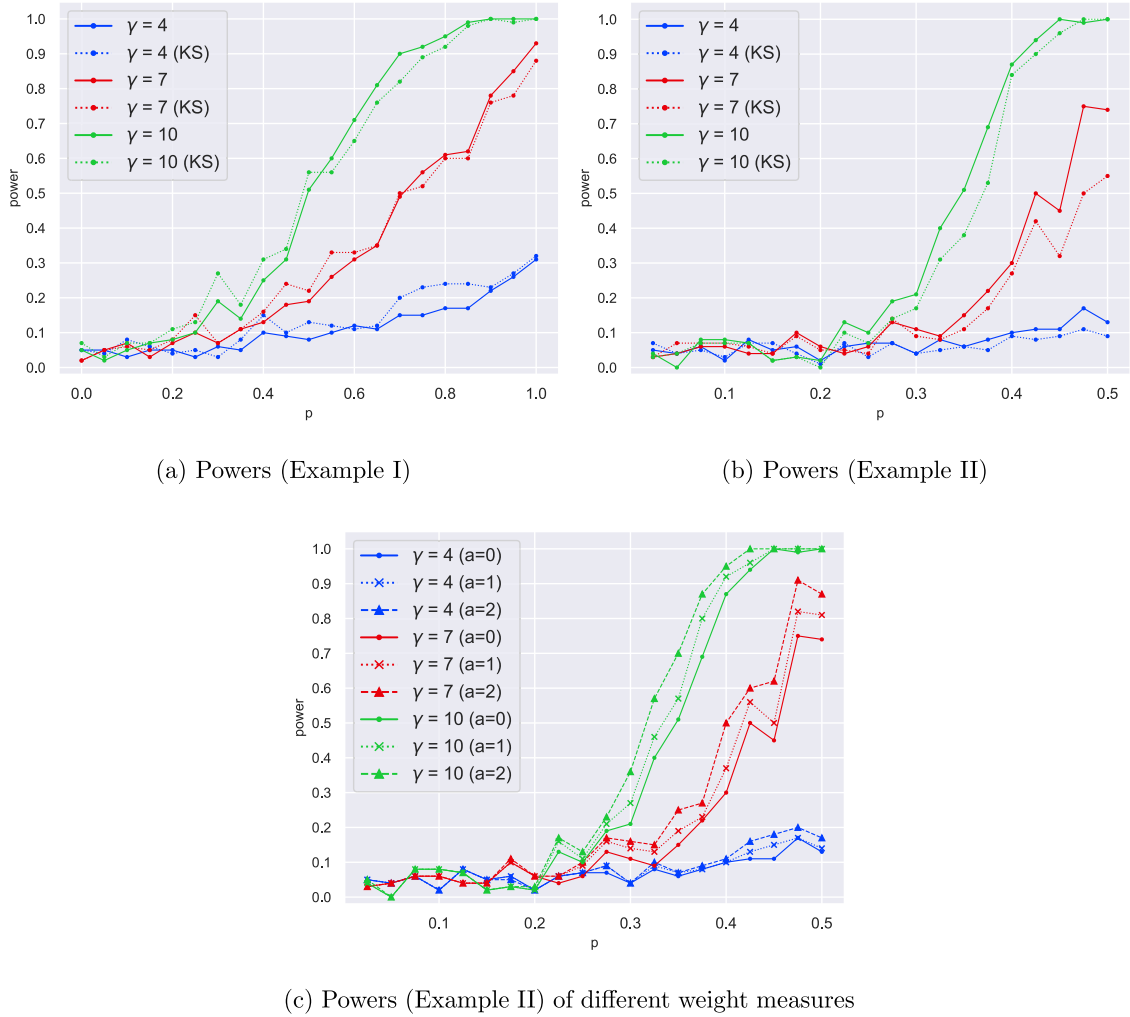 γ = 4
γ = 4 (KS)
γ = 7
γ = 7 (KS)
γ = 10
γ = 10 (KS)
power
1.0
0.9
0.8
0.7
0.6
0.5
0.4
0.3
0.2
0.1
0.0
0.0 0.2 0.4 0.6 0.8 1.0
p
(a) Powers (Example I)
γ = 4
γ = 4 (KS)
γ = 7
γ = 7 (KS)
γ = 10
γ = 10 (KS)
power
1.0
0.9
0.8
0.7
0.6
0.5
0.4
0.3
0.2
0.1
0.0
0.1 0.2 0.3 0.4 0.5
p
(b) Powers (Example II)
γ = 4 (a=0)
γ = 4 (a=1)
γ = 4 (a=2)
γ = 7 (a=0)
γ = 7 (a=1)
γ = 7 (a=2)
γ = 10 (a=0)
γ = 10 (a=1)
γ = 10 (a=2)
power
1.0
0.9
0.8
0.7
0.6
0.5
0.4
0.3
0.2
0.1
0.0
0.1 0.2 0.3 0.4 0.5
p
(c) Powers (Example II) of different weight measures